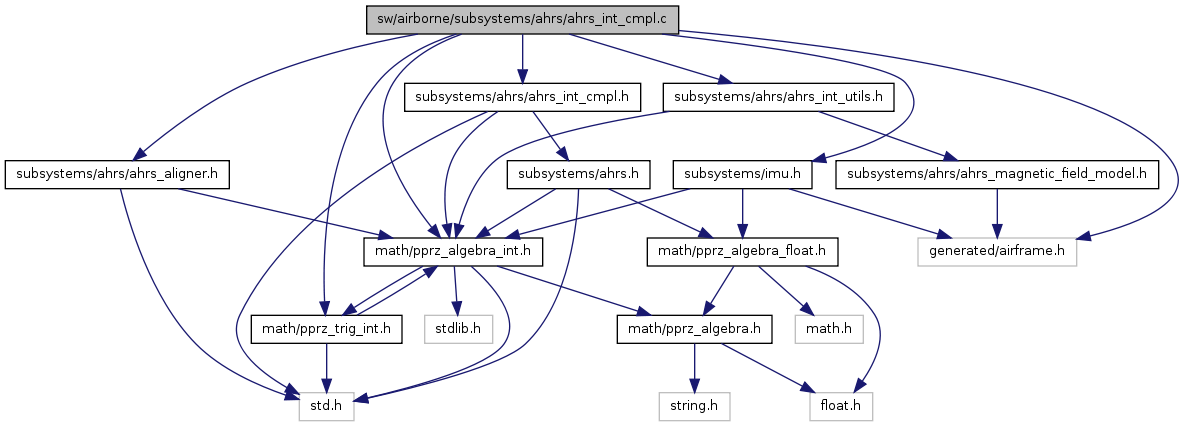 sw/airborne/subsystems/ahrs/ahrs_int_cmpl.c
subsystems/ahrs/ahrs_int_cmpl.h
subsystems/ahrs/ahrs_int_utils.h
subsystems/ahrs/ahrs_aligner.h
subsystems/ahrs.h
subsystems/imu.h
subsystems/ahrs/ahrs_magnetic_field_model.h
math/pprz_algebra_int.h
math/pprz_algebra_float.h
generated/airframe.h
math/pprz_trig_int.h
stdlib.h
math/pprz_algebra.h
math.h
std.h
string.h
float.h